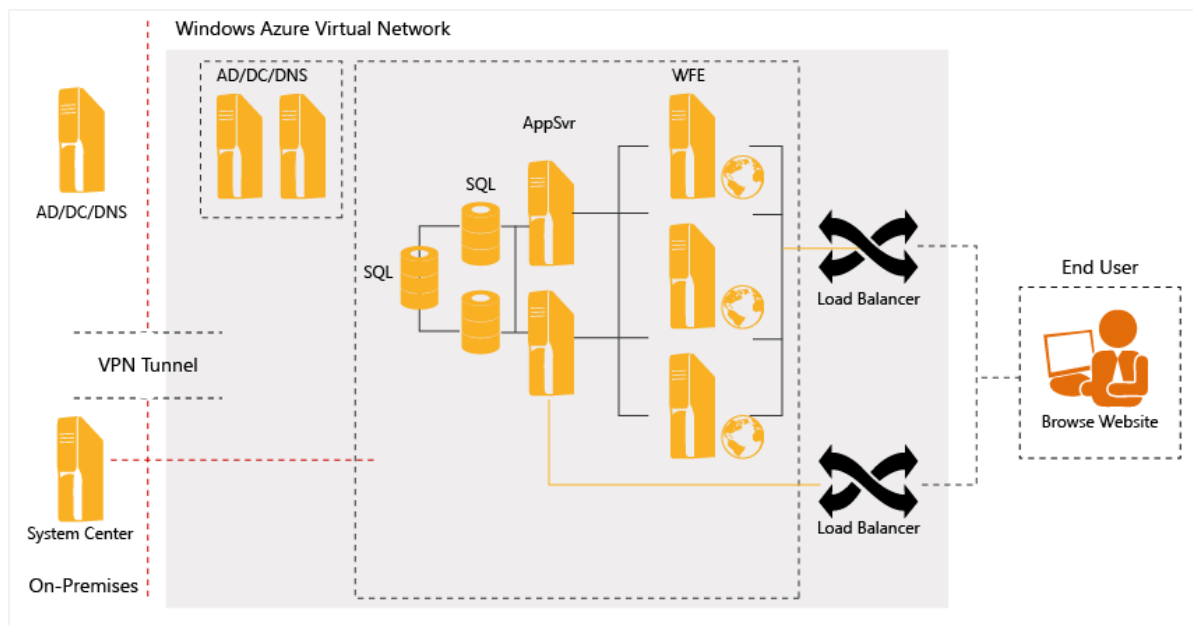 Windows Azure Virtual Network
AD/DC/DNS
WFE
AppSvr
SQL
SQL
AD/DC/DNS
Load Balancer
End User
Browse Website
VPN Tunnel
System Center
Load Balancer
On-Premises